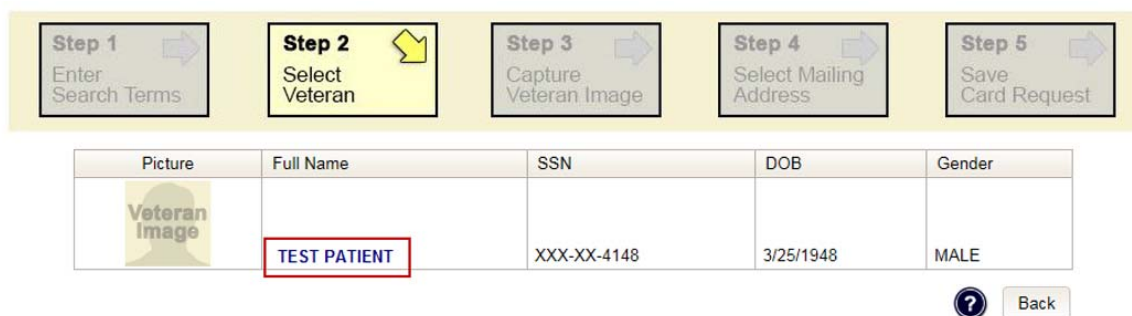 Step 1
Enter
Search Terms
Step 2
Select
Veteran
Step 3
Capture
Veteran Image
Step 4
Select Mailing
Address
Step 5
Save
Card Request
Picture Full Name SSN DOB Gender
Veteran
Image
TEST PATIENT XXX-XX-4148 3/25/1948 MALE
? Back